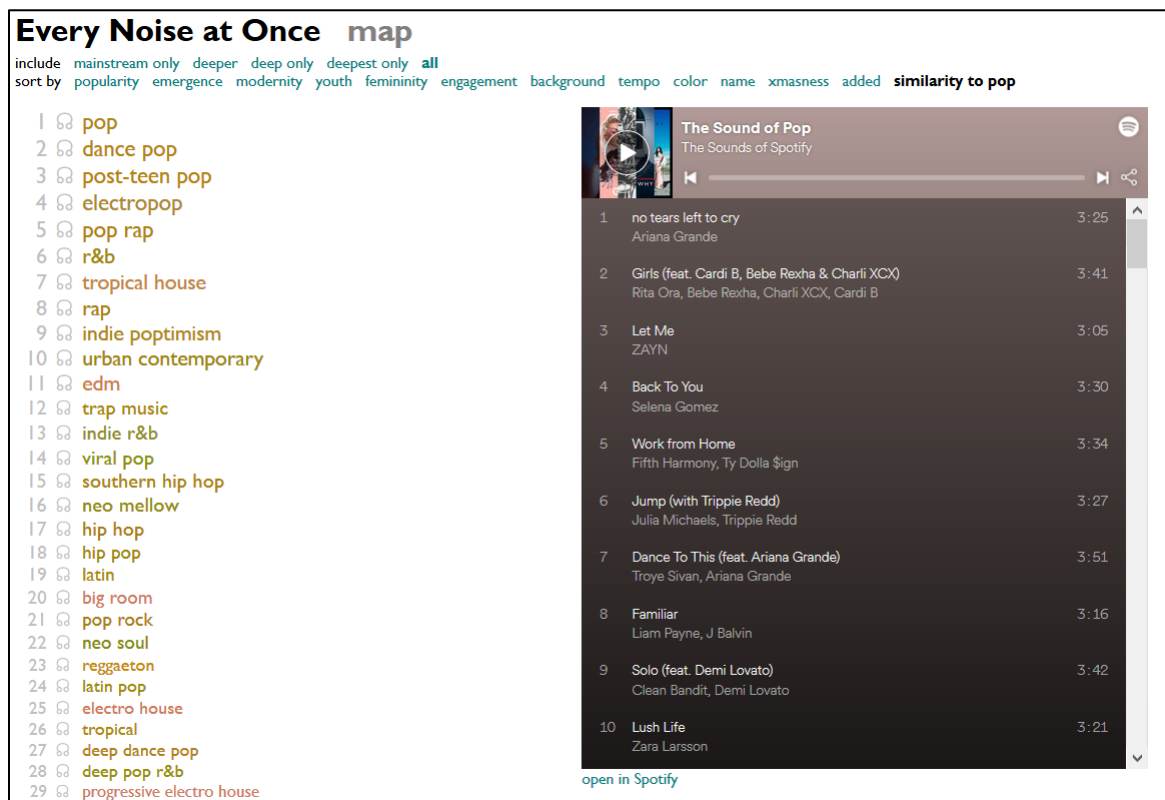 Every Noise at Once map
include mainstream only deeper deep only deepest only all
sort by popularity emergence modernity youth femininity engagement background tempo color name xmasness added similarity to pop
1 pop
2 dance pop
3 post-teen pop
4 electropop
5 pop rap
6 r&b
7 tropical house
8 rap
9 indie poptimism
10 urban contemporary
11 edm
12 trap music
13 indie r&b
14 viral pop
15 southern hip hop
16 neo mellow
17 hip hop
18 hip pop
19 latin
20 big room
21 pop rock
22 neo soul
23 reggaeton
24 latin pop
25 electro house
26 tropical
27 deep dance pop
28 deep pop r&b
29 progressive electro house
WHY
The Sound of Pop
The Sounds of Spotify
1 no tears left to cry 3:25
Ariana Grande
2 Girls (feat. Cardi B, Bebe Rexha & Charli XCX) 3:41
Rita Ora, Bebe Rexha, Charli XCX, Cardi B
3 Let Me 3:05
ZAYN
4 Back To You 3:30
Selena Gomez
5 Work from Home 3:34
Fifth Harmony, Ty Dolla $ign
6 Jump (with Trippie Redd) 3:27
Julia Michaels, Trippie Redd
7 Dance To This (feat. Ariana Grande) 3:51
Troye Sivan, Ariana Grande
8 Familiar 3:16
Liam Payne, J Balvin
9 Solo (feat. Demi Lovato) 3:42
Clean Bandit, Demi Lovato
10 Lush Life 3:21
Zara Larsson
open in Spotify